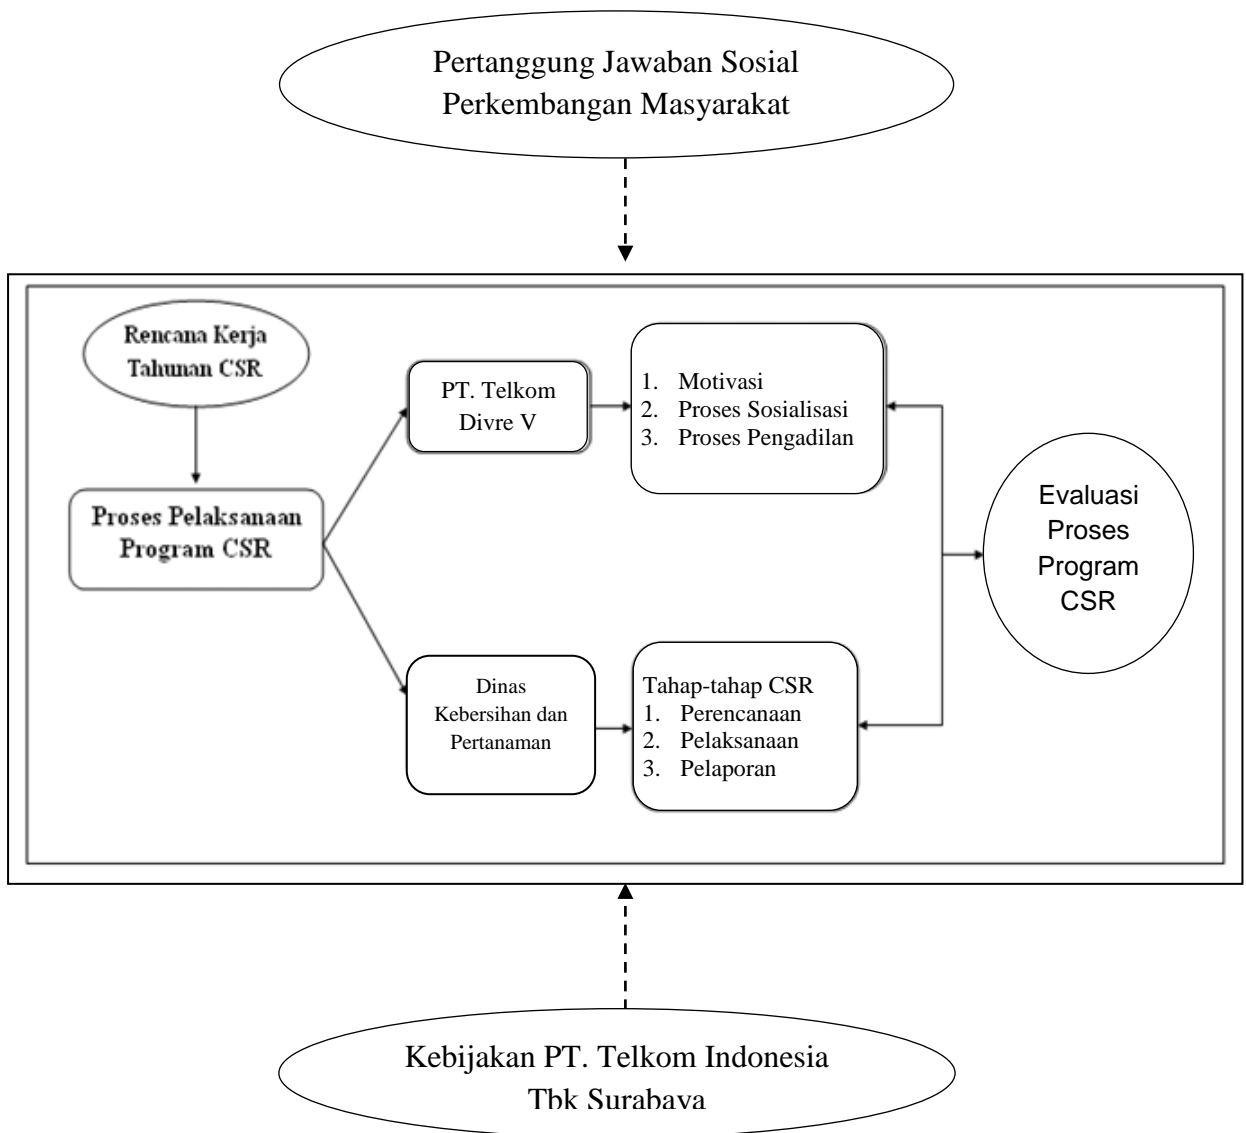 Pertanggung Jawaban Sosial
Perkembangan Masyarakat
Rencana Kerja
Tahunan CSR
Proses Pelaksanaan
Program CSR
PT. Telkom
Divre V
1. Motivasi
2. Proses Sosialisasi
3. Proses Pengadilan
Dinas
Kebersihan dan
Pertanaman
Tahap-tahap CSR
1. Perencanaan
2. Pelaksanaan
3. Pelaporan
Evaluasi
Proses
Program
CSR
Kebijakan PT. Telkom Indonesia
Tbk Surabaya